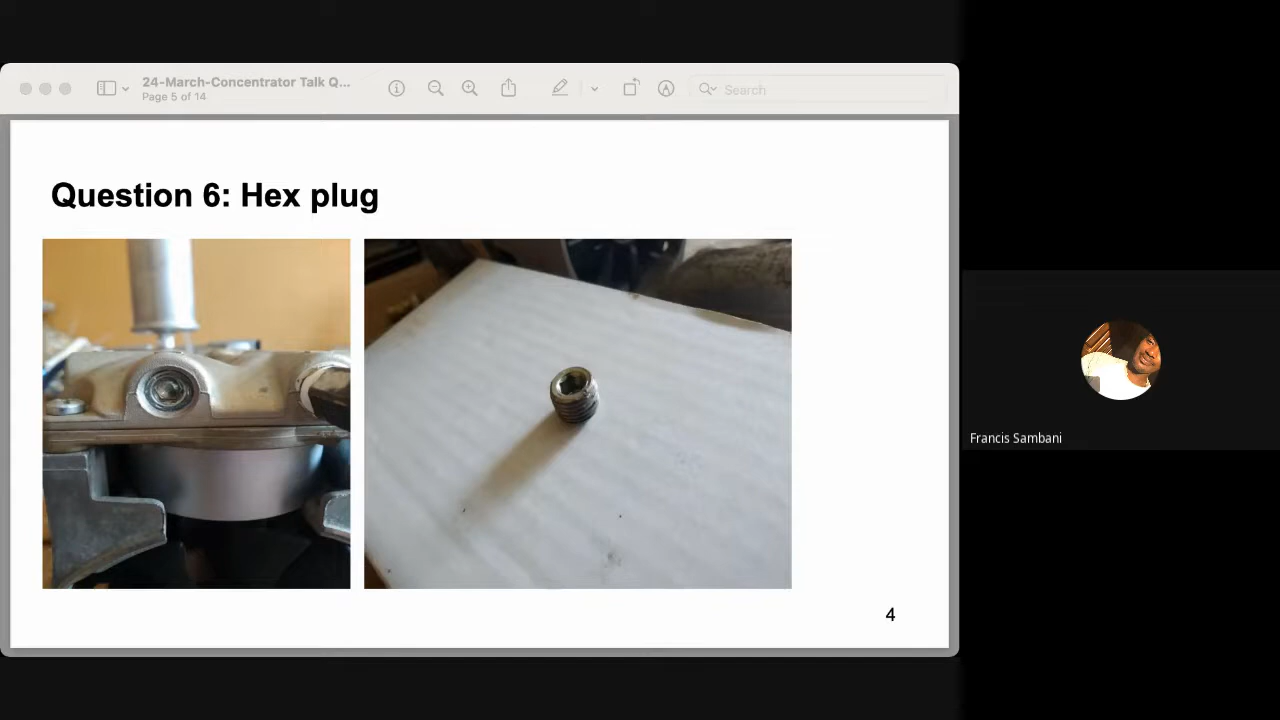 24-March-Concentrator Talk Q...
Page 5 of 14
Search
Question 6: Hex plug
4
Francis Sambani